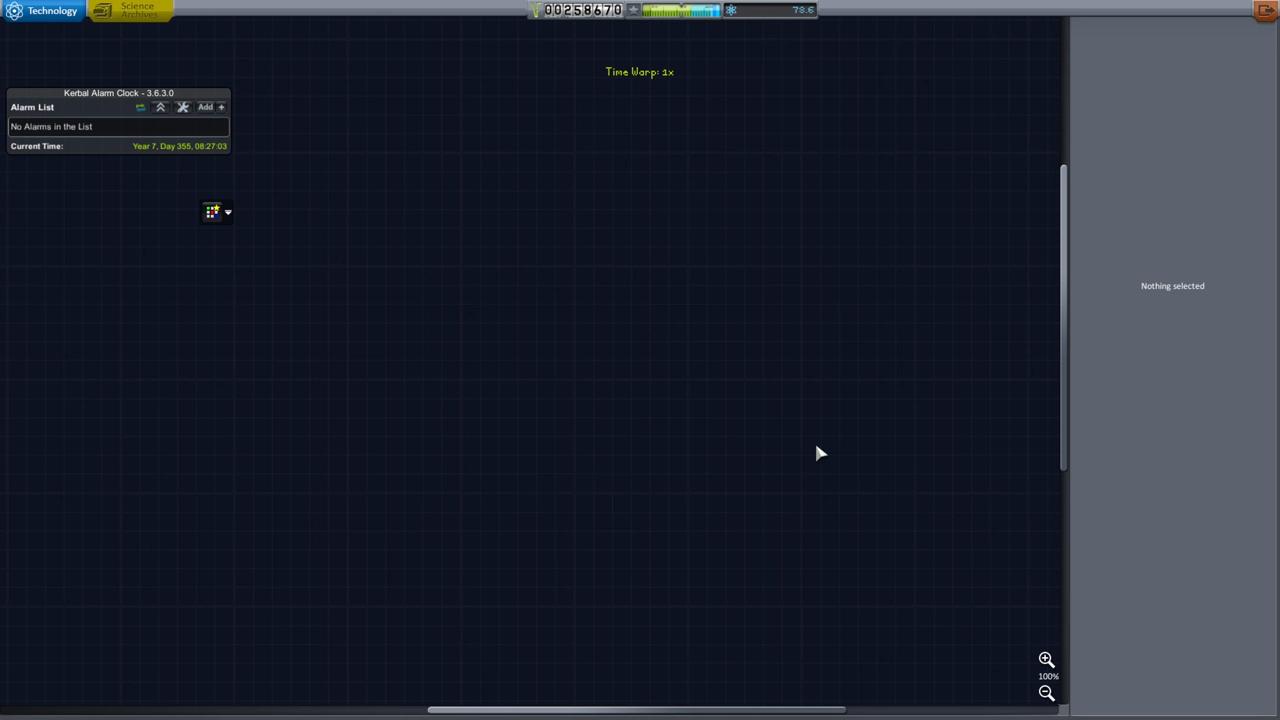 Technology
Science Archives
00258670
78.6
Time Warp: 1x
Kerbal Alarm Clock - 3.6.3.0
Alarm List
Add +
No Alarms in the List
Current Time: Year 7, Day 355, 08:27:03
Nothing selected
100%